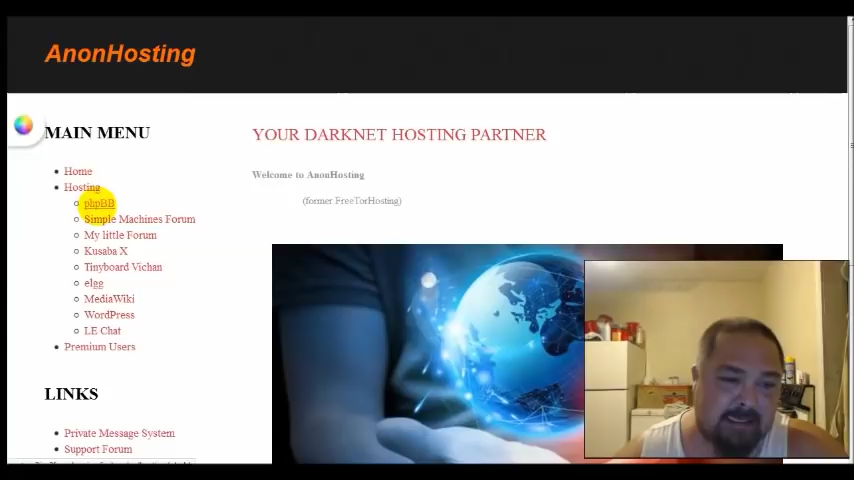 AnonHosting
MAIN MENU
Home
Hosting
phpBB
Simple Machines Forum
My little Forum
Kusaba X
Tinyboard Vichan
elgg
MediaWiki
WordPress
LE Chat
Premium Users
LINKS
Private Message System
Support Forum
YOUR DARKNET HOSTING PARTNER
Welcome to AnonHosting
(former FreeTorHosting)